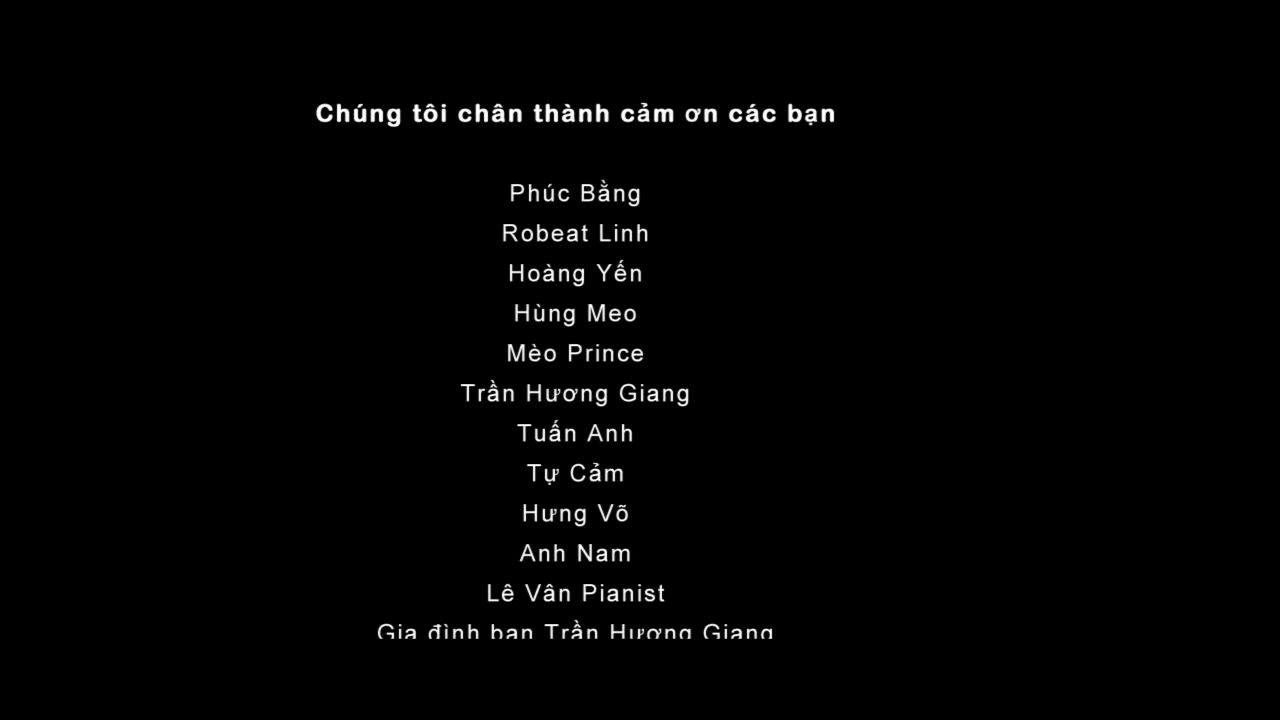 Chúng tôi chân thành cảm ơn các bạn
Phúc Bằng
Robeat Linh
Hoàng Yến
Hùng Meo
Mèo Prince
Trần Hương Giang
Tuấn Anh
Tự Cảm
Hưng Võ
Anh Nam
Lê Vân Pianist
Gia đình bạn Trần Hương Giang